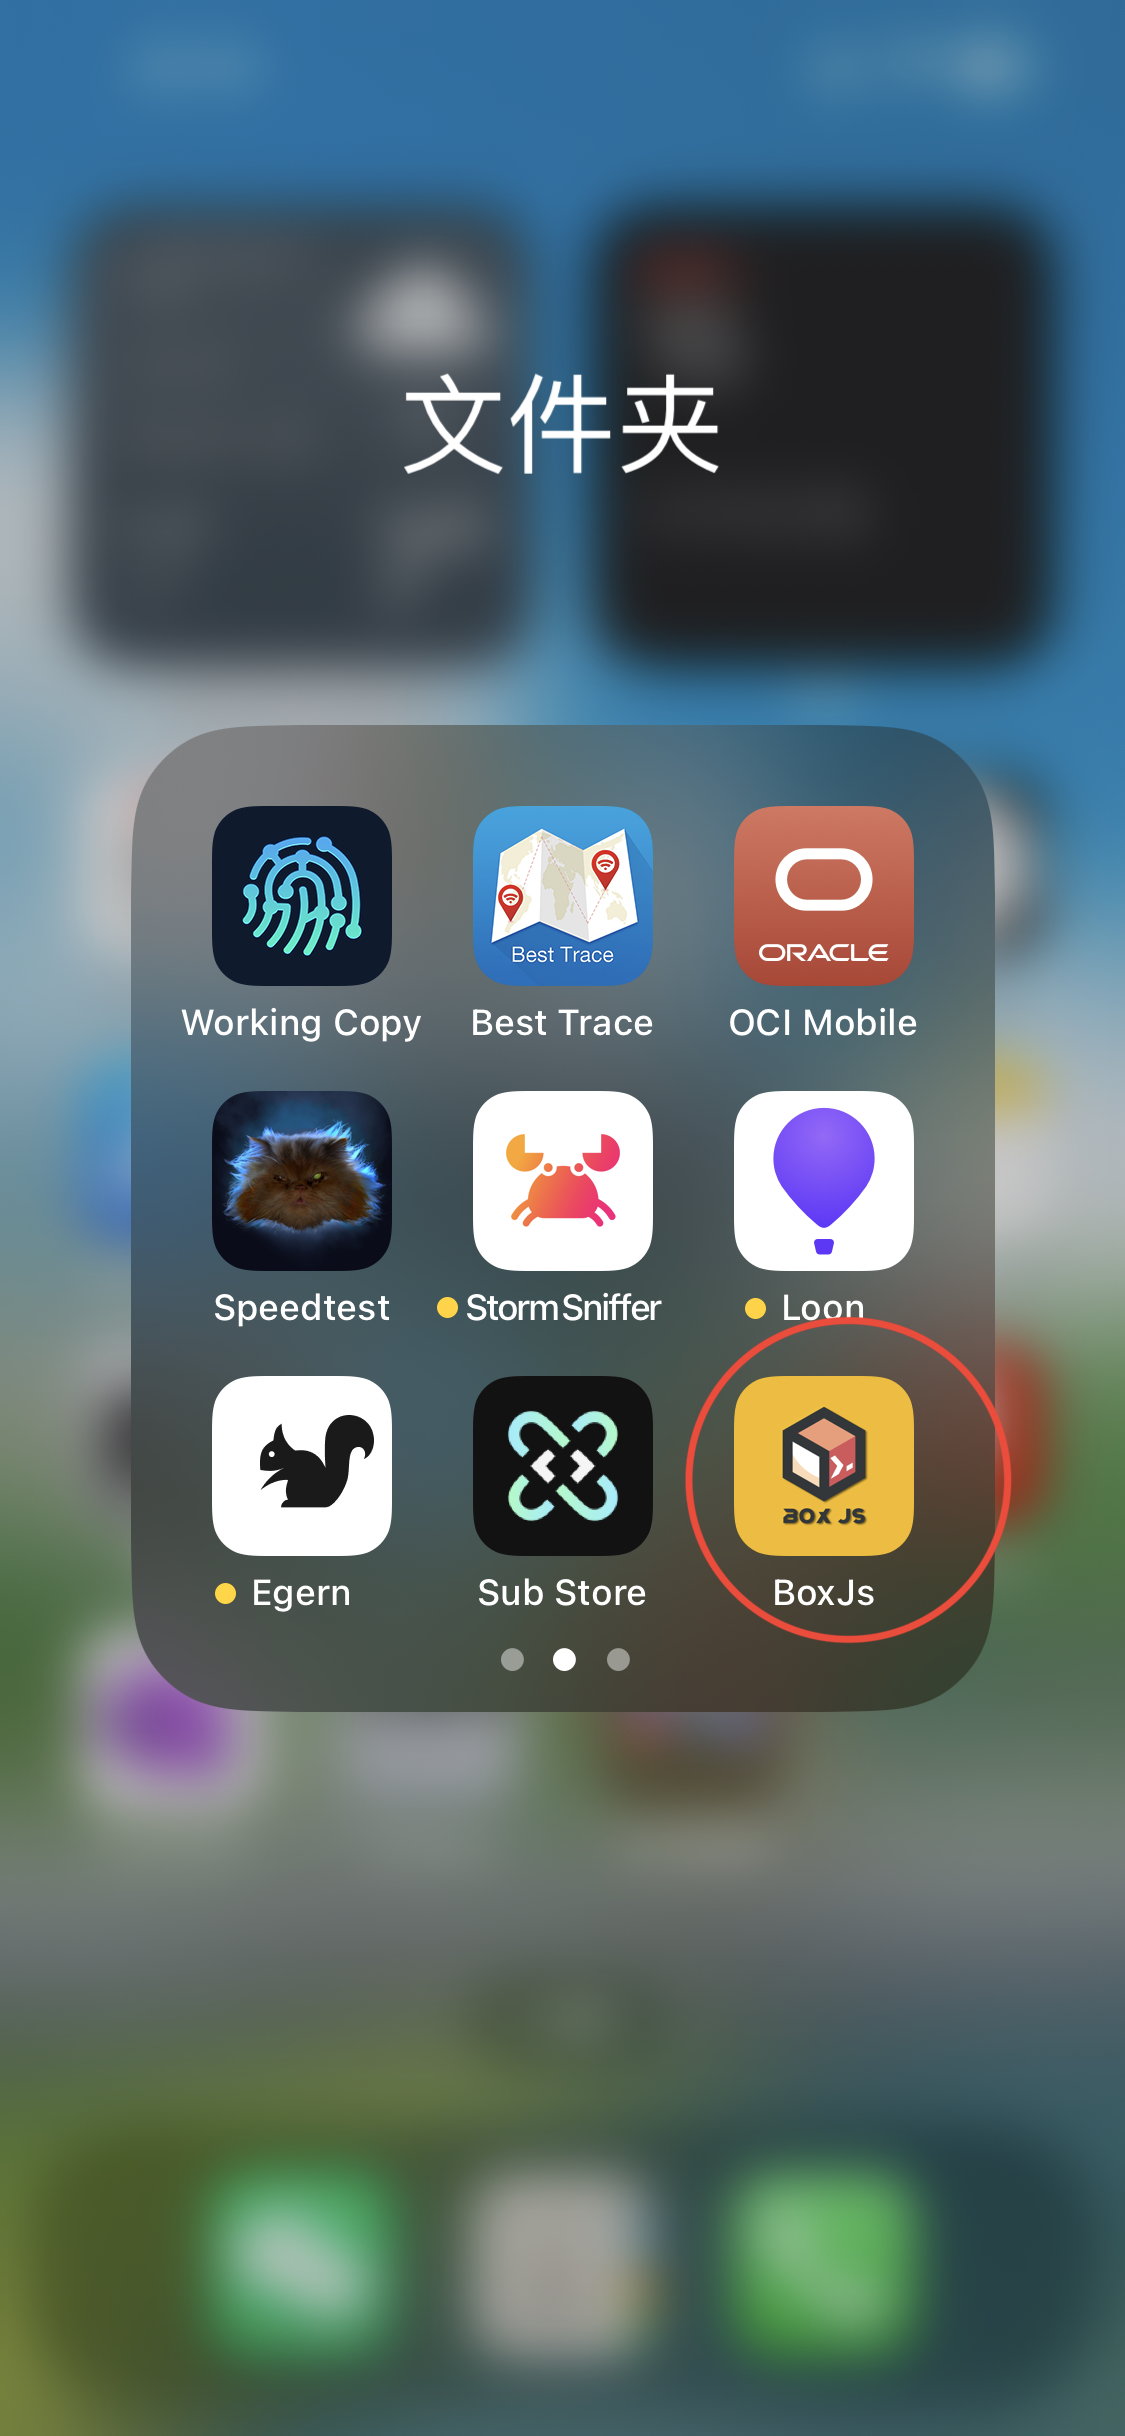 文件夹
Best Trace
ORACLE
Working Copy
Best Trace
OCI Mobile
Speedtest
Storm Sniffer
Loon
BOX JS
Egern
Sub Store
BoxJs